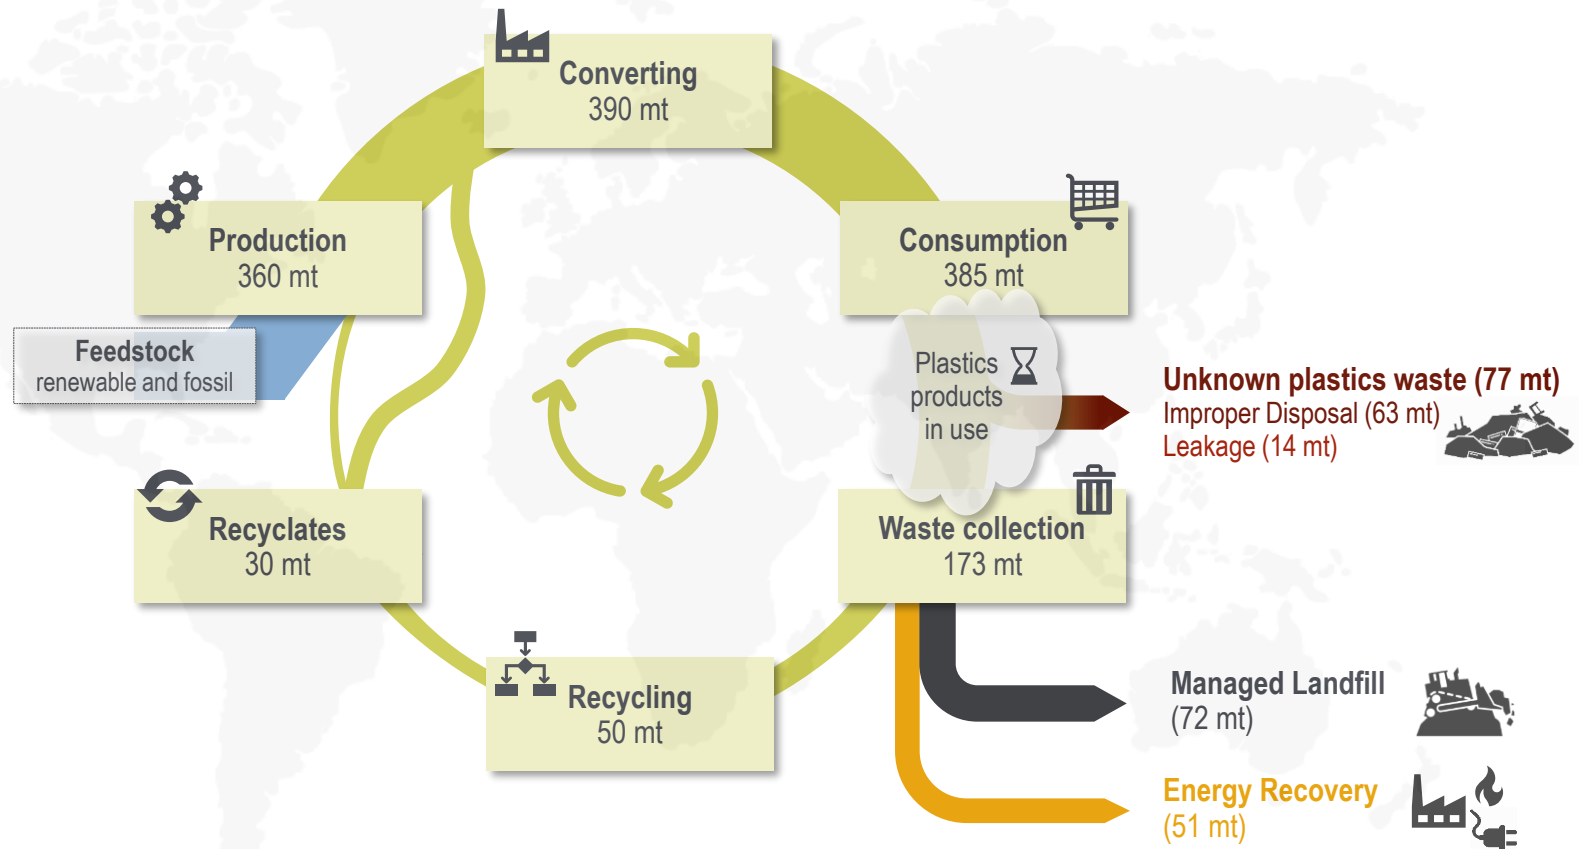 Converting
390 mt
Production
360 mt
Consumption
385 mt
Feedstock
renewable and fossil
Plastics
products
in use
Unknown plastics waste (77 mt)
Improper Disposal (63 mt)
Leakage (14 mt)
Recyclates
30 mt
Waste collection
173 mt
Recycling
50 mt
Managed Landfill
(72 mt)
Energy Recovery
(51 mt)